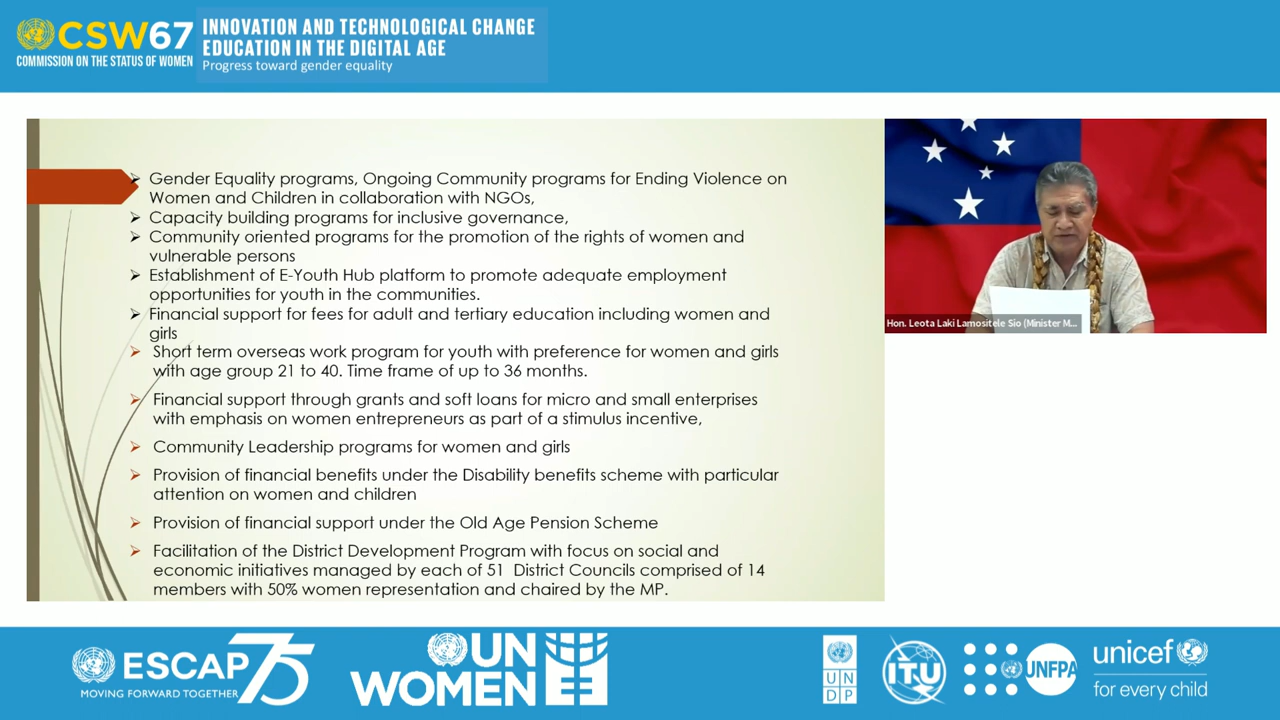 CSW67
COMMISSION ON THE STATUS OF WOMEN
INNOVATION AND TECHNOLOGICAL CHANGE
EDUCATION IN THE DIGITAL AGE
Progress toward gender equality
Gender Equality programs, Ongoing Community programs for Ending Violence on
Women and Children in collaboration with NGOs,
Capacity building programs for inclusive governance,
Community oriented programs for the promotion of the rights of women and
vulnerable persons
Establishment of E-Youth Hub platform to promote adequate employment
opportunities for youth in the communities.
Financial support for fees for adult and tertiary education including women and
girls
Short term overseas work program for youth with preference for women and girls
with age group 21 to 40. Time frame of up to 36 months.
Financial support through grants and soft loans for micro and small enterprises
with emphasis on women entrepreneurs as part of a stimulus incentive,
Community Leadership programs for women and girls
Provision of financial benefits under the Disability benefits scheme with particular
attention on women and children
Provision of financial support under the Old Age Pension Scheme
Facilitation of the District Development Program with focus on social and
economic initiatives managed by each of 51 District Councils comprised of 14
members with 50% women representation and chaired by the MP.
Hon. Leota Laki Lamositele Sio (Minister M...
ESCAP 75
MOVING FORWARD TOGETHER
UN
WOMEN
U N
D P
ITU
UNFPA
unicef
for every child